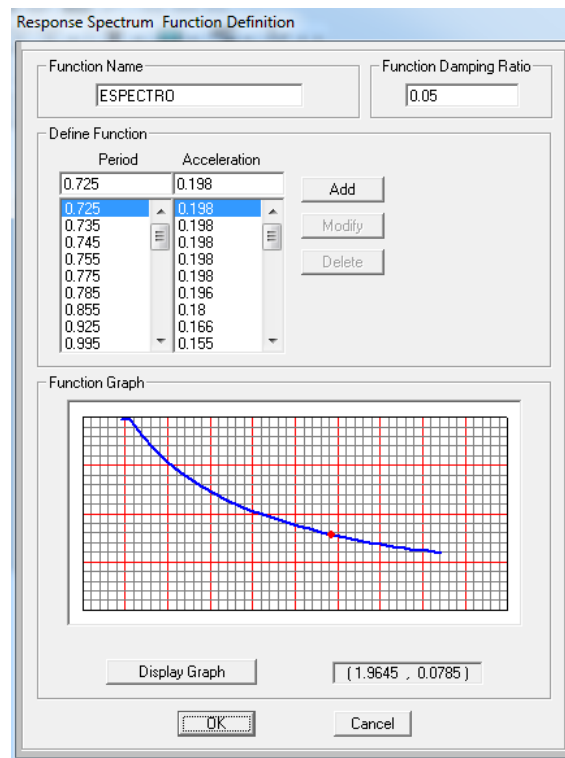 Response Spectrum Function Definition
Function Name
ESPECTRO
Function Damping Ratio
0.05
Define Function
Period Acceleration
0.725 0.198
Add
Modify
Delete
0.725 0.198
0.735 0.198
0.745 0.198
0.755 0.198
0.775 0.198
0.785 0.196
0.855 0.18
0.925 0.166
0.995 0.155
Function Graph
Display Graph
(1.9645 , 0.0785)
OK
Cancel